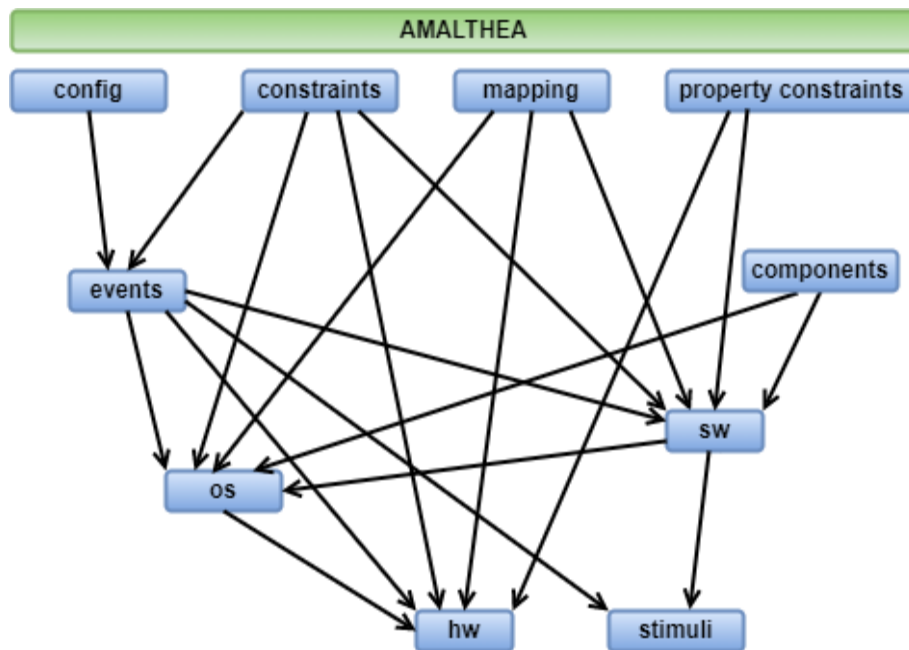 AMALTHEA
config
constraints
mapping
property constraints
events
components
sw
os
hw
stimuli